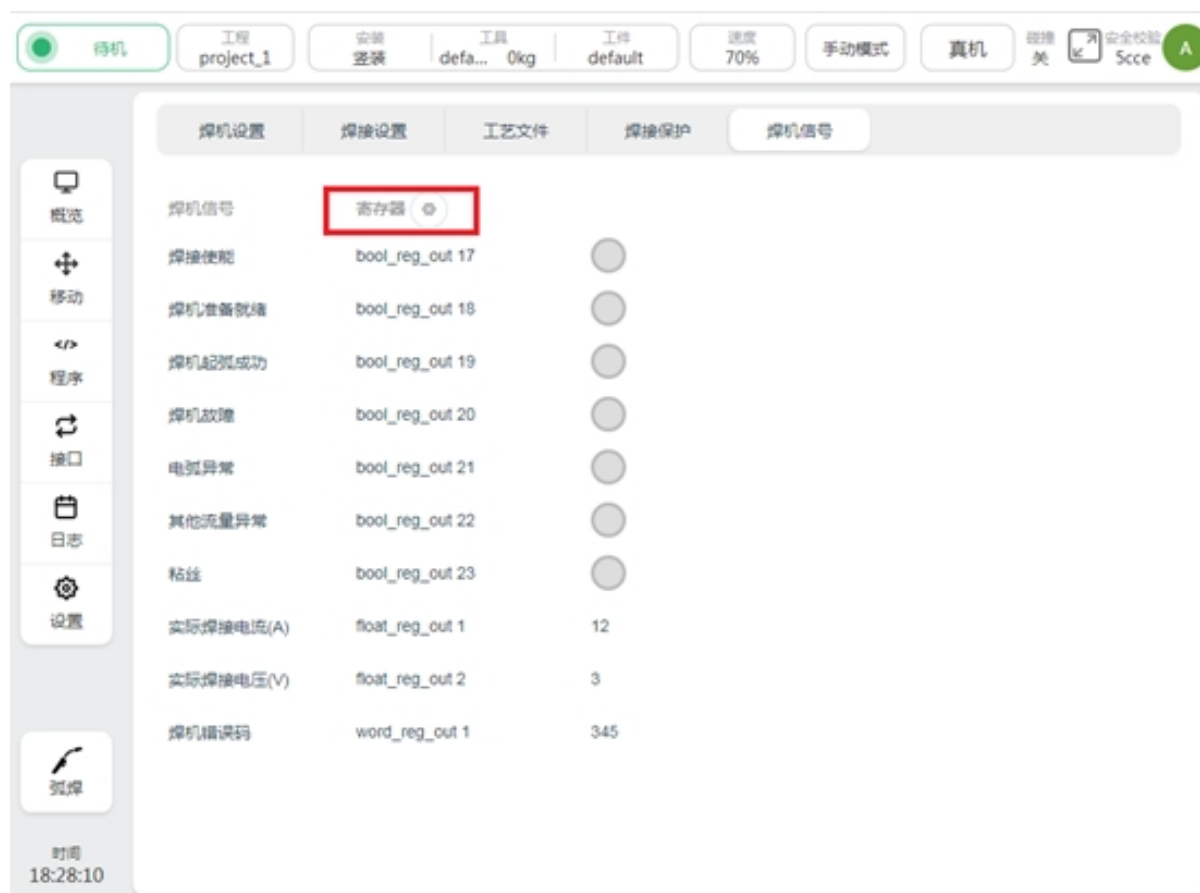 待机
工程
project_1
安装
竖装
工具
defa... 0kg
工件
default
速度
70%
手动模式
真机
碰撞
关
安全校验
5cce
A
焊机设置 焊接设置 工艺文件 焊接保护 焊机信号
概览
移动
程序
接口
日志
设置
弧焊
时间
18:28:10
焊机信号 寄存器
焊接使能 bool_reg_out 17
焊机准备就绪 bool_reg_out 18
焊机起弧成功 bool_reg_out 19
焊机故障 bool_reg_out 20
电弧异常 bool_reg_out 21
其他流量异常 bool_reg_out 22
粘丝 bool_reg_out 23
实际焊接电流(A) float_reg_out 1 12
实际焊接电压(V) float_reg_out 2 3
焊机错误码 word_reg_out 1 345